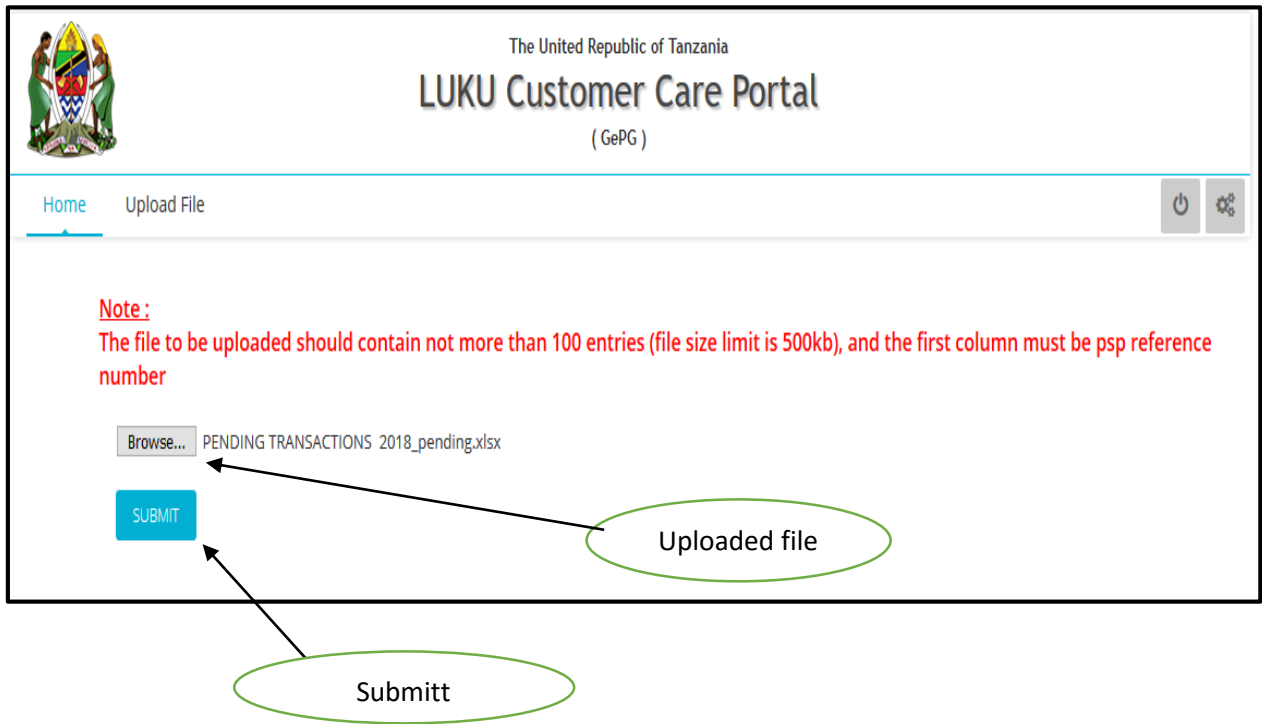 The United Republic of Tanzania
LUKU Customer Care Portal
( GePG )
Home Upload File
Note :
The file to be uploaded should contain not more than 100 entries (file size limit is 500kb), and the first column must be psp reference
number
Browse... PENDING TRANSACTIONS 2018_pending.xlsx
SUBMIT
Uploaded file
Submitt